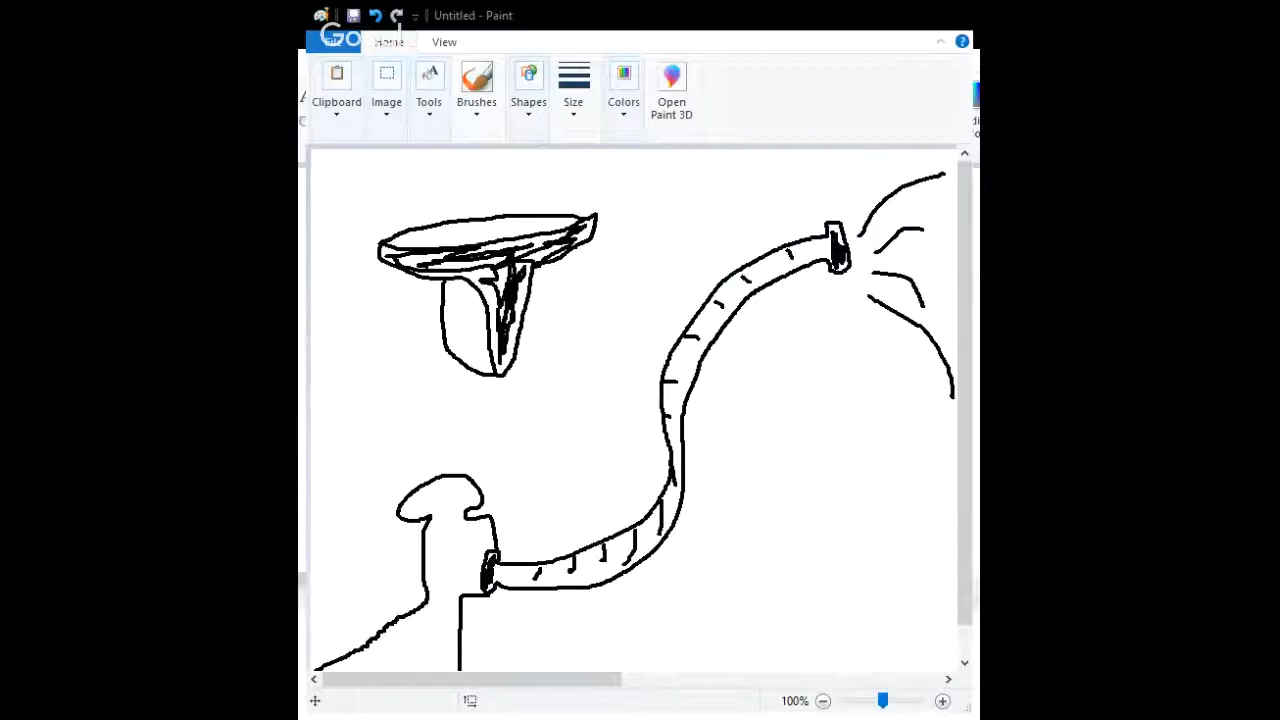 Untitled - Paint
Home
View
Clipboard
Image
Tools
Brushes
Shapes
Size
Colors
Open
Paint 3D
100%